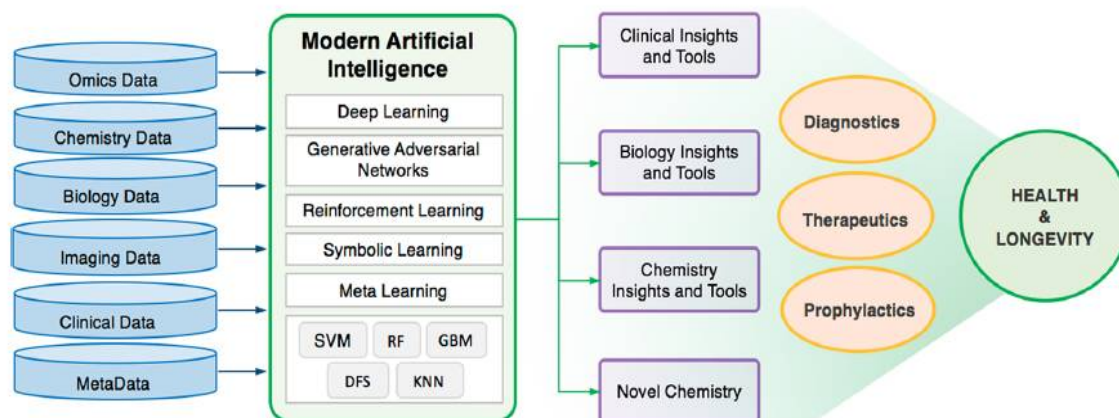 Omics Data
Chemistry Data
Biology Data
Imaging Data
Clinical Data
MetaData
Modern Artificial
Intelligence
Deep Learning
Generative Adversarial
Networks
Reinforcement Learning
Symbolic Learning
Meta Learning
SVM
RF
GBM
DFS
KNN
Clinical Insights
and Tools
Biology Insights
and Tools
Chemistry
Insights and Tools
Novel Chemistry
Diagnostics
Therapeutics
Prophylactics
HEALTH
&
LONGEVITY